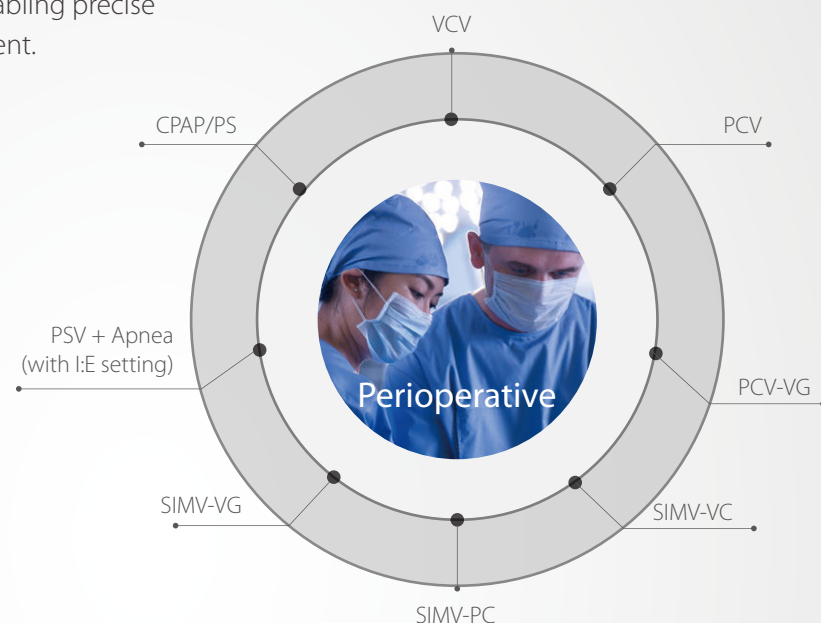 abling precise
ent.
VCV
CPAP/PS
PCV
PSV + Apnea
(with I:E setting)
Perioperative
PCV-VG
SIMV-VG
SIMV-VC
SIMV-PC